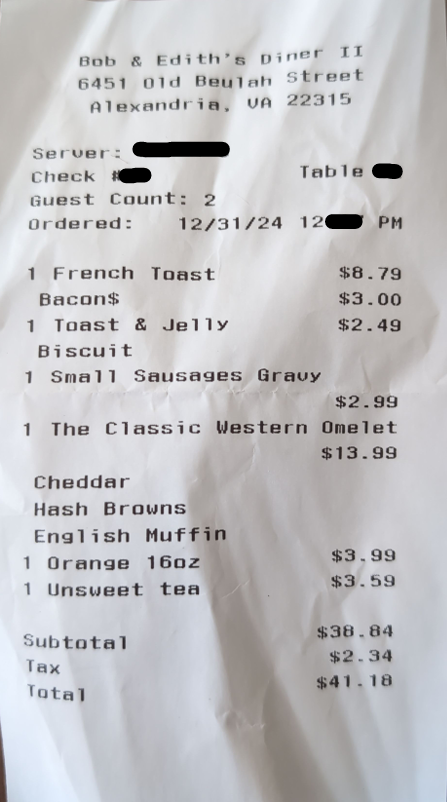 Bob & Edith's Diner II
6451 Old Beulah Street
Alexandria, VA 22315
Server:
Check #
Table
Guest Count: 2
Ordered: 12/31/24 12 PM
1 French Toast $8.79
Bacon$ $3.00
1 Toast & Jelly $2.49
Biscuit
1 Small Sausages Gravy
$2.99
1 The Classic Western Omelet
$13.99
Cheddar
Hash Browns
English Muffin
1 Orange 16oz $3.99
1 Unsweet tea $3.59
Subtotal $38.84
Tax $2.34
Total $41.18